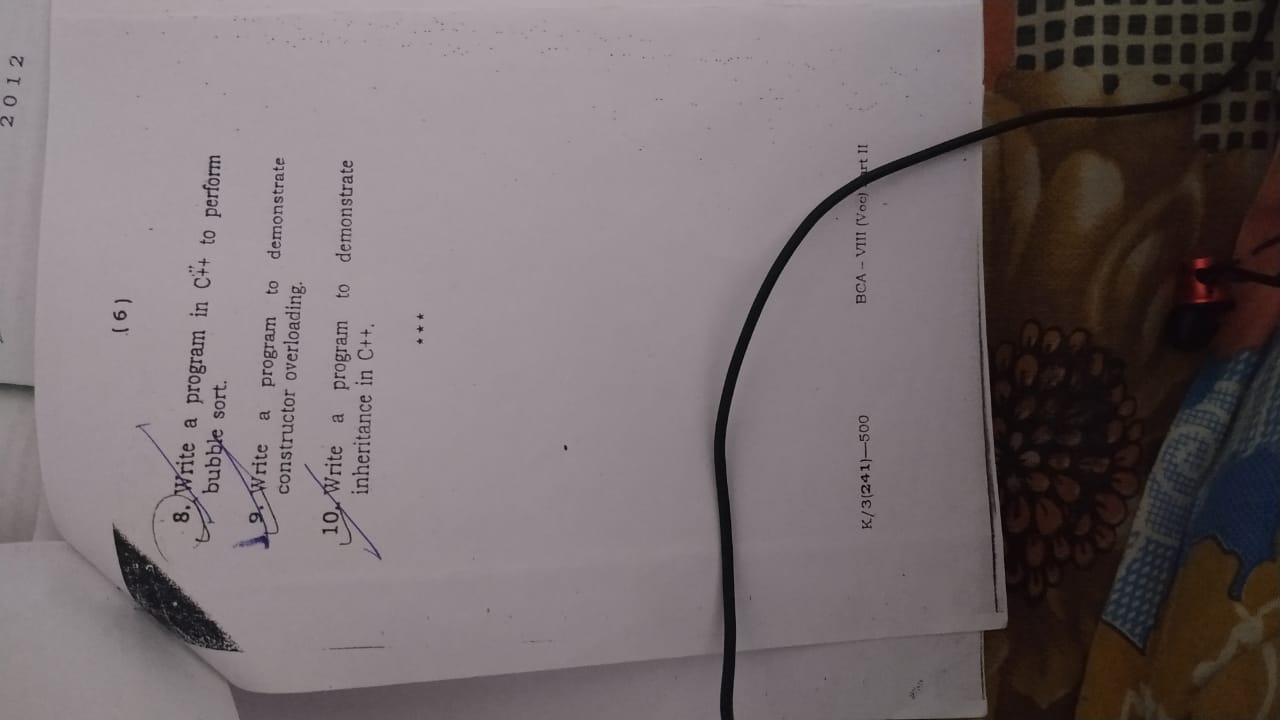 2012
(6)
8. Write a program in C++ to perform
bubble sort.
9. Write a program to demonstrate
constructor overloading.
10. Write a program to demonstrate
inheritance in C++.
***
K/3(241)—500 BCA – VIII (Voc) rt II